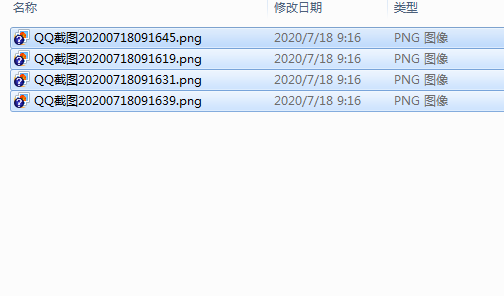 名称 修改日期 类型
QQ截图20200718091645.png 2020/7/18 9:16 PNG 图像
QQ截图20200718091619.png 2020/7/18 9:16 PNG 图像
QQ截图20200718091631.png 2020/7/18 9:16 PNG 图像
QQ截图20200718091639.png 2020/7/18 9:16 PNG 图像